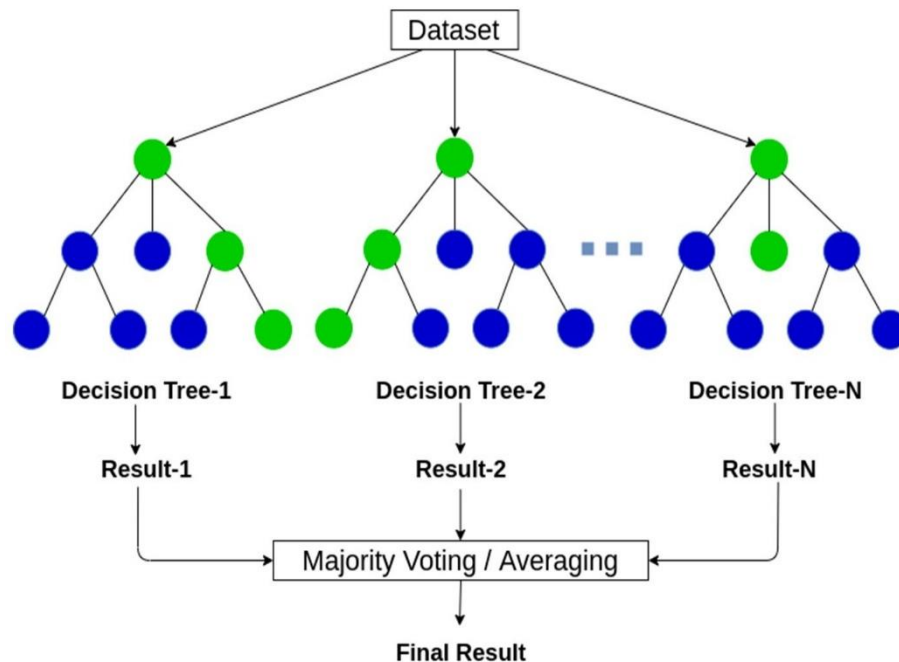 Dataset
Decision Tree-1
Decision Tree-2
Decision Tree-N
Result-1
Result-2
Result-N
Majority Voting / Averaging
Final Result